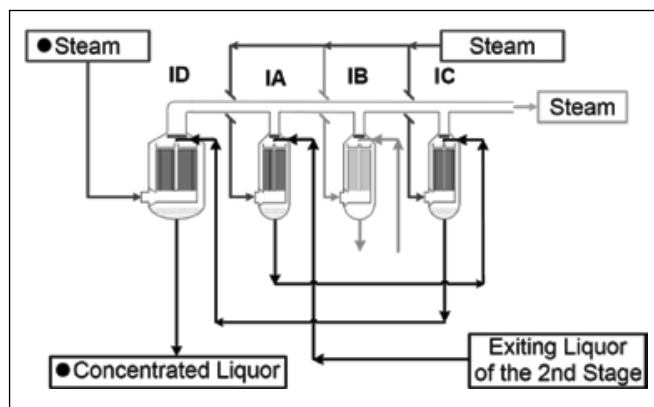 ● Steam
Steam
ID
IA
IB
IC
Steam
● Concentrated Liquor
Exiting Liquor
of the 2nd Stage